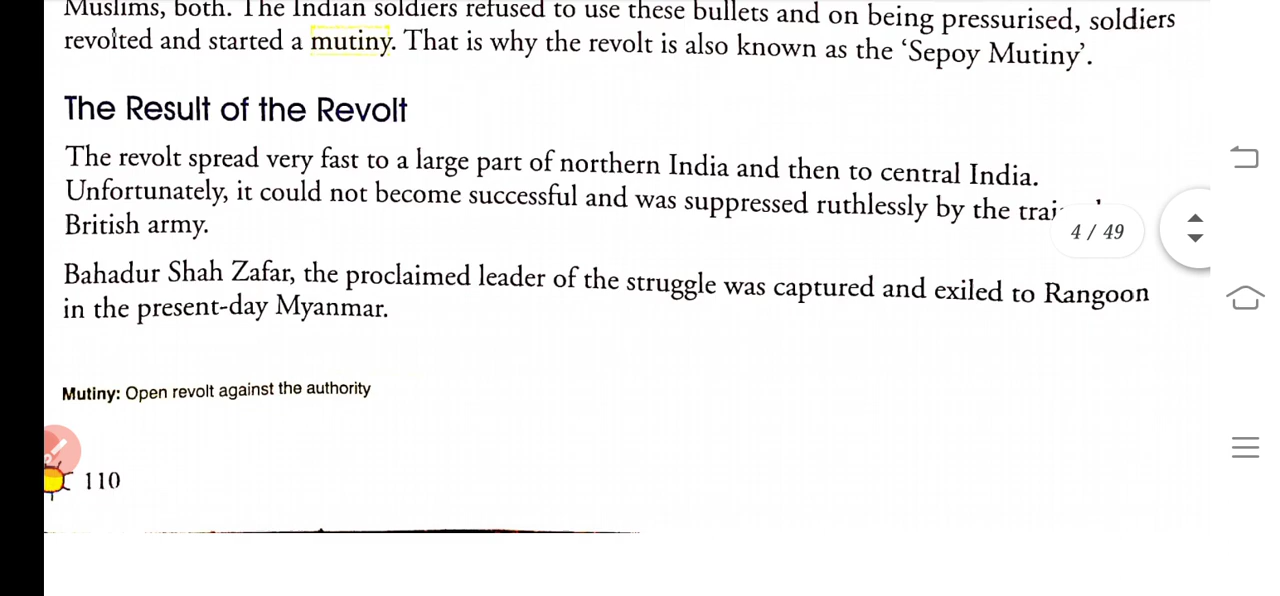 Muslims, both. The Indian soldiers refused to use these bullets and on being pressurised, soldiers
revolted and started a mutiny. That is why the revolt is also known as the ‘Sepoy Mutiny’.
The Result of the Revolt
The revolt spread very fast to a large part of northern India and then to central India.
Unfortunately, it could not become successful and was suppressed ruthlessly by the
British army.
4 / 49
Bahadur Shah Zafar, the proclaimed leader of the struggle was captured and exiled to Rangoon
in the present-day Myanmar.
Mutiny: Open revolt against the authority
110